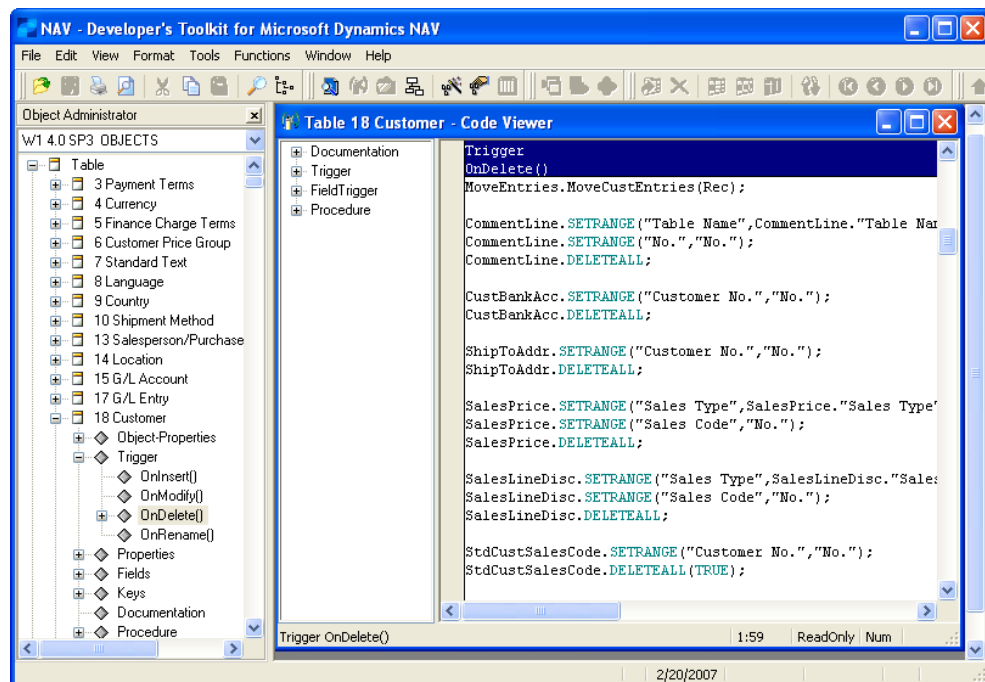 NAV - Developer's Toolkit for Microsoft Dynamics NAV
File Edit View Format Tools Functions Window Help
Object Administrator
W1 4.0 SP3 OBJECTS
Table
3 Payment Terms
4 Currency
5 Finance Charge Terms
6 Customer Price Group
7 Standard Text
8 Language
9 Country
10 Shipment Method
13 Salesperson/Purchase
14 Location
15 G/L Account
17 G/L Entry
18 Customer
Object-Properties
Trigger
OnInsert()
OnModify()
OnDelete()
OnRename()
Properties
Fields
Keys
Documentation
Procedure
Table 18 Customer - Code Viewer
Documentation
Trigger
FieldTrigger
Procedure
Trigger
OnDelete()
MoveEntries.MoveCustEntries(Rec);
CommentLine.SETRANGE("Table Name",CommentLine."Table Nam
CommentLine.SETRANGE("No.","No.");
CommentLine.DELETEALL;
CustBankAcc.SETRANGE("Customer No.","No.");
CustBankAcc.DELETEALL;
ShipToAddr.SETRANGE("Customer No.","No.");
ShipToAddr.DELETEALL;
SalesPrice.SETRANGE("Sales Type",SalesPrice."Sales Type"
SalesPrice.SETRANGE("Sales Code","No.");
SalesPrice.DELETEALL;
SalesLineDisc.SETRANGE("Sales Type",SalesLineDisc."Sales
SalesLineDisc.SETRANGE("Sales Code","No.");
SalesLineDisc.DELETEALL;
StdCustSalesCode.SETRANGE("Customer No.","No.");
StdCustSalesCode.DELETEALL(TRUE);
Trigger OnDelete() 1:59 ReadOnly Num
2/20/2007